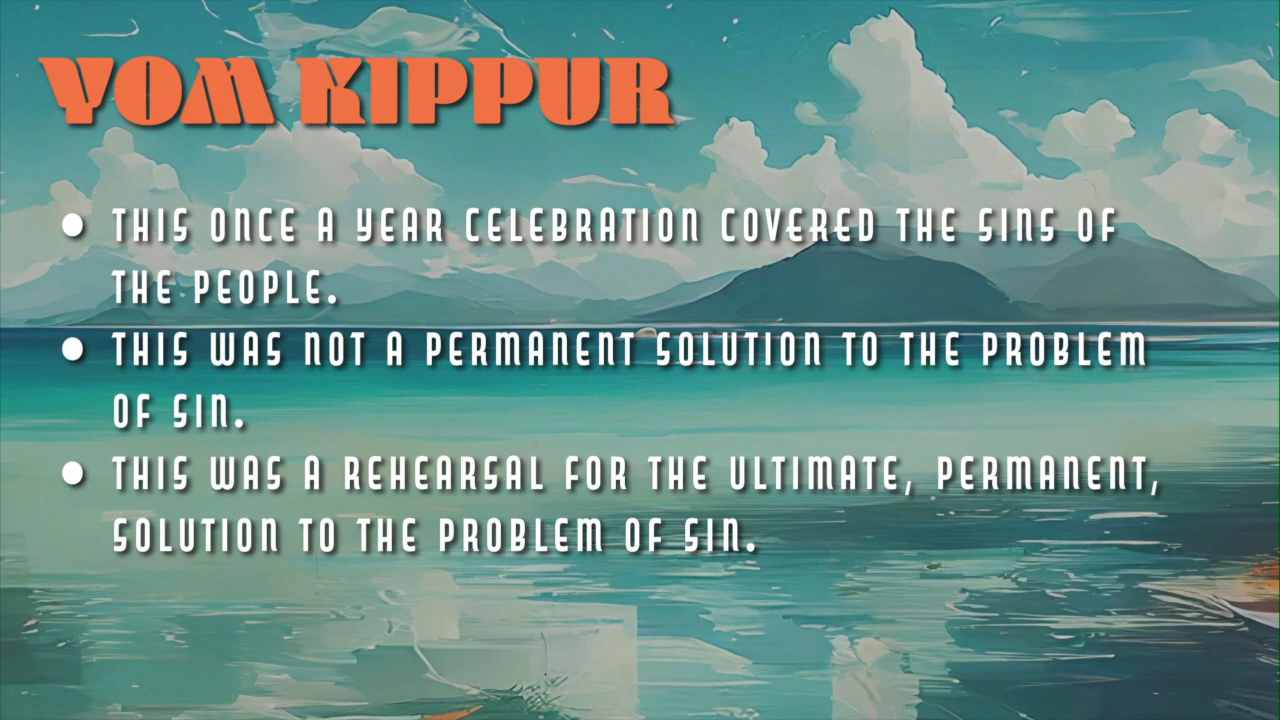 YOM KIPPUR
• THIS ONCE A YEAR CELEBRATION COVERED THE SINS OF
THE PEOPLE.
• THIS WAS NOT A PERMANENT SOLUTION TO THE PROBLEM
OF SIN.
• THIS WAS A REHEARSAL FOR THE ULTIMATE, PERMANENT,
SOLUTION TO THE PROBLEM OF SIN.